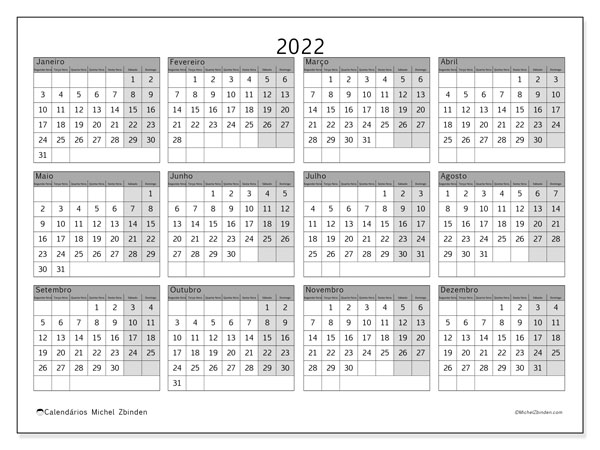 2022
Janeiro Fevereiro Março Abril
Segunda-feira Terça-feira Quarta-feira Quinta-feira Sexta-feira Sábado Domingo Segunda-feira Terça-feira Quarta-feira Quinta-feira Sexta-feira Sábado Domingo Segunda-feira Terça-feira Quarta-feira Quinta-feira Sexta-feira Sábado Domingo Segunda-feira Terça-feira Quarta-feira Quinta-feira Sexta-feira Sábado Domingo
1 2 1 2 3 4 5 6 1 2 3 4 5 6 1 2 3
3 4 5 6 7 8 9 7 8 9 10 11 12 13 7 8 9 10 11 12 13 4 5 6 7 8 9 10
10 11 12 13 14 15 16 14 15 16 17 18 19 20 14 15 16 17 18 19 20 11 12 13 14 15 16 17
17 18 19 20 21 22 23 21 22 23 24 25 26 27 21 22 23 24 25 26 27 18 19 20 21 22 23 24
24 25 26 27 28 29 30 28 28 29 30 31 25 26 27 28 29 30
31
Maio Junho Julho Agosto
Segunda-feira Terça-feira Quarta-feira Quinta-feira Sexta-feira Sábado Domingo Segunda-feira Terça-feira Quarta-feira Quinta-feira Sexta-feira Sábado Domingo Segunda-feira Terça-feira Quarta-feira Quinta-feira Sexta-feira Sábado Domingo Segunda-feira Terça-feira Quarta-feira Quinta-feira Sexta-feira Sábado Domingo
1 1 2 3 4 5 1 2 3 1 2 3 4 5 6 7
2 3 4 5 6 7 8 6 7 8 9 10 11 12 4 5 6 7 8 9 10 8 9 10 11 12 13 14
9 10 11 12 13 14 15 13 14 15 16 17 18 19 11 12 13 14 15 16 17 15 16 17 18 19 20 21
16 17 18 19 20 21 22 20 21 22 23 24 25 26 18 19 20 21 22 23 24 22 23 24 25 26 27 28
23 24 25 26 27 28 29 27 28 29 30 25 26 27 28 29 30 31 29 30 31
30 31
Setembro Outubro Novembro Dezembro
Segunda-feira Terça-feira Quarta-feira Quinta-feira Sexta-feira Sábado Domingo Segunda-feira Terça-feira Quarta-feira Quinta-feira Sexta-feira Sábado Domingo Segunda-feira Terça-feira Quarta-feira Quinta-feira Sexta-feira Sábado Domingo Segunda-feira Terça-feira Quarta-feira Quinta-feira Sexta-feira Sábado Domingo
1 2 3 4 1 2 1 2 3 4 5 6 1 2 3 4
5 6 7 8 9 10 11 3 4 5 6 7 8 9 7 8 9 10 11 12 13 5 6 7 8 9 10 11
12 13 14 15 16 17 18 10 11 12 13 14 15 16 14 15 16 17 18 19 20 12 13 14 15 16 17 18
19 20 21 22 23 24 25 17 18 19 20 21 22 23 21 22 23 24 25 26 27 19 20 21 22 23 24 25
26 27 28 29 30 24 25 26 27 28 29 30 28 29 30 26 27 28 29 30 31
31
Calendários Michel Zbinden ©MichelZbinden.com